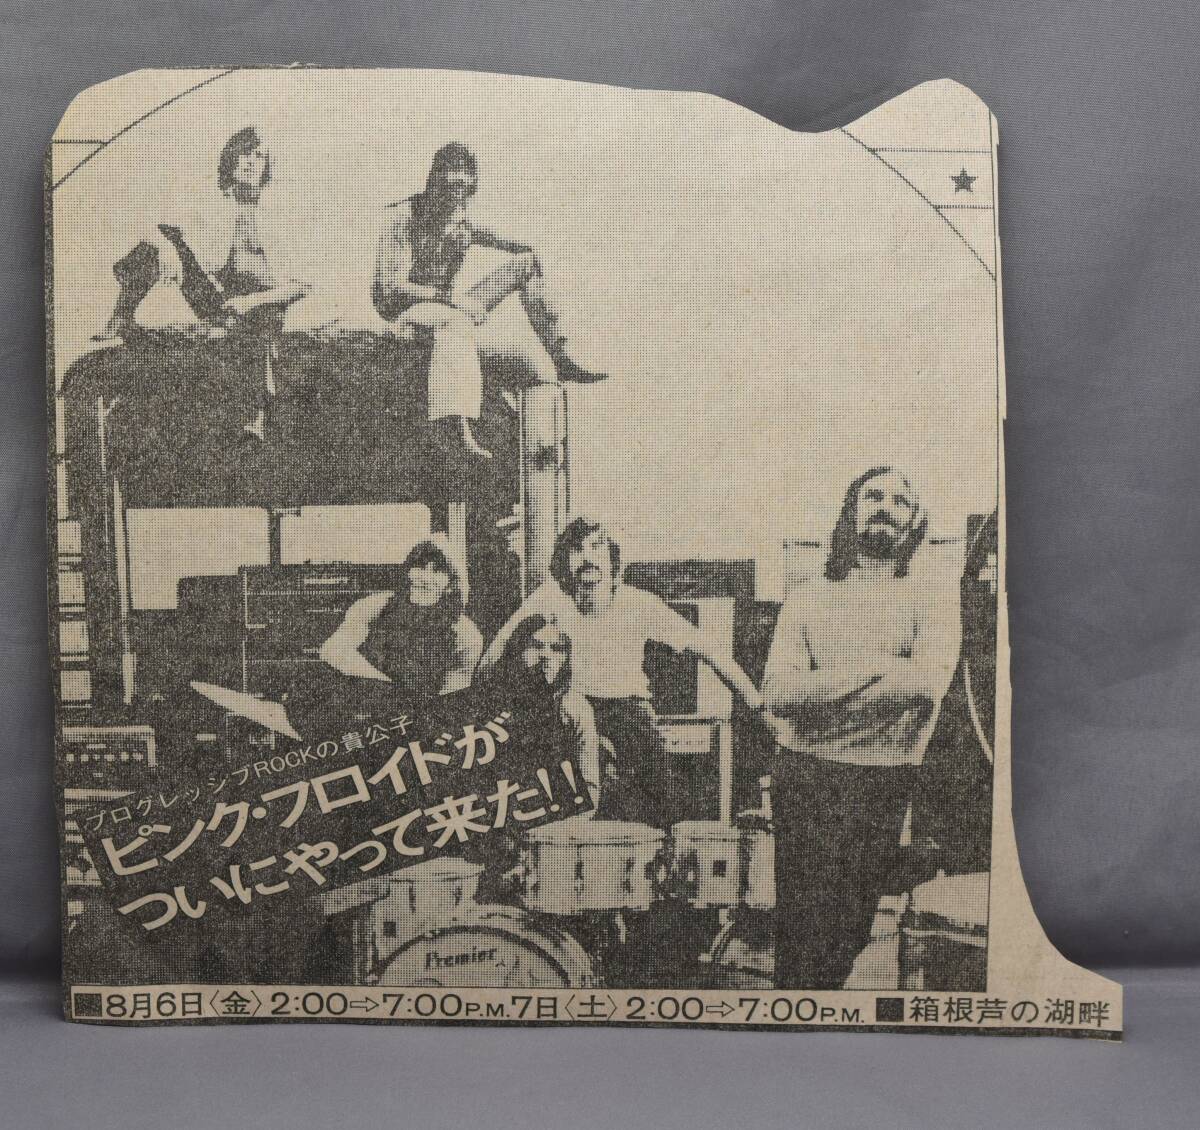 プログレッシブROCKの貴公子
ピンク・フロイドが
ついにやって来た!!
Premier
■8月6日〈金〉2:00⇨7:00P.M.7日〈土〉2:00⇨7:00P.M. ■箱根芦の湖畔